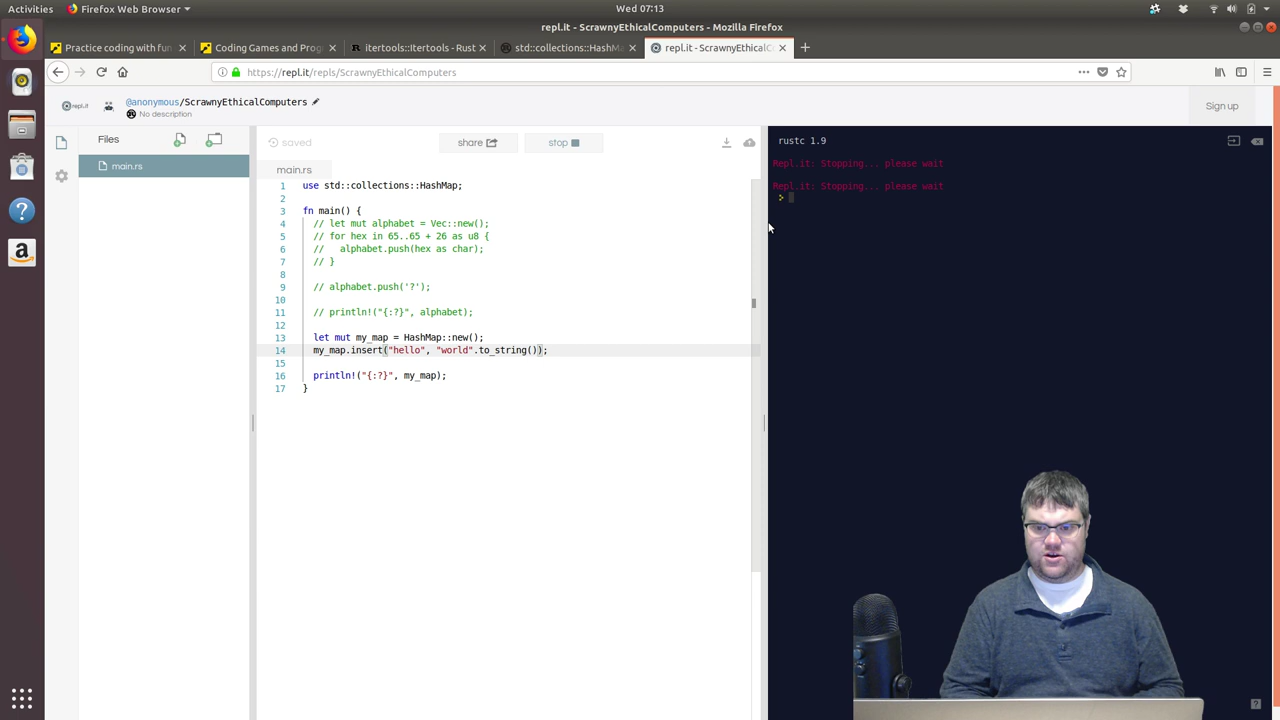 Activities
Firefox Web Browser
Wed 07:13
repl.it - ScrawnyEthicalComputers - Mozilla Firefox
Practice coding with fun
Coding Games and Prog
itertools::Itertools - Rust
std::collections::HashMa
repl.it - ScrawnyEthicalC
https://repl.it/repls/ScrawnyEthicalComputers
repl.it
@anonymous/ScrawnyEthicalComputers
No description
Sign up
Files
saved
share
stop
main.rs
main.rs
1 use std::collections::HashMap;
2
3 fn main() {
4 // let mut alphabet = Vec::new();
5 // for hex in 65..65 + 26 as u8 {
6 //   alphabet.push(hex as char);
7 // }
8
9 // alphabet.push('?');
10
11 // println!("{:?}", alphabet);
12
13 let mut my_map = HashMap::new();
14 my_map.insert("hello", "world".to_string());
15
16 println!("{:?}", my_map);
17 }
rustc 1.9
Repl.it: Stopping... please wait
Repl.it: Stopping... please wait
>
?